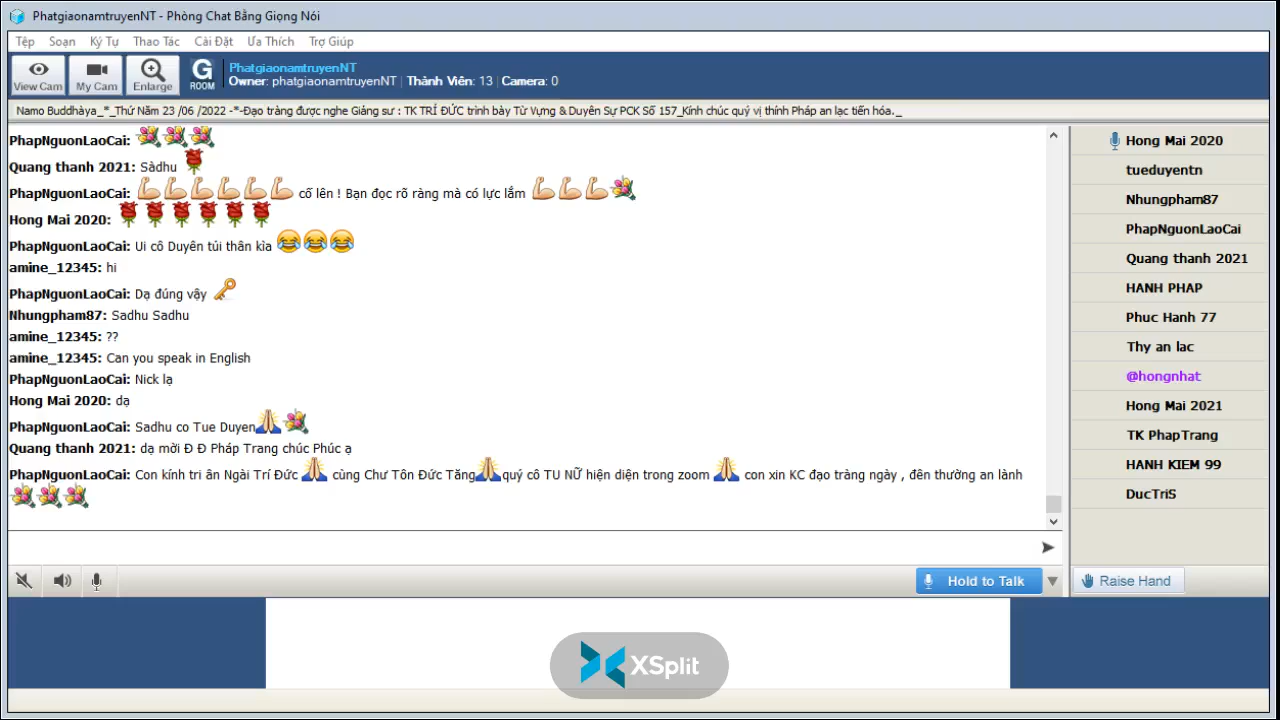 PhatgiaonamtruyenNT - Phòng Chat Bằng Giọng Nói
Tệp Soạn Ký Tự Thao Tác Cài Đặt Ưa Thích Trợ Giúp
View Cam My Cam Enlarge G ROOM
PhatgiaonamtruyenNT
Owner: phatgiaonamtruyenNT | Thành Viên: 13 | Camera: 0
Namo Buddhàya_*_Thứ Năm 23 /06 /2022 -*-Đạo tràng được nghe Giảng sư : TK TRÍ ĐỨC trình bày Từ Vựng & Duyên Sự PCK Số 157_Kính chúc quý vị thính Pháp an lạc tiến hóa._
PhapNguonLaoCai:
Quang thanh 2021: Sàdhu
PhapNguonLaoCai: cố lên ! Bạn đọc rõ ràng mà có lực lắm
Hong Mai 2020:
PhapNguonLaoCai: Ui cô Duyên túi thân kìa
amine_12345: hi
PhapNguonLaoCai: Dạ đúng vậy
Nhungpham87: Sadhu Sadhu
amine_12345: ??
amine_12345: Can you speak in English
PhapNguonLaoCai: Nick lạ
Hong Mai 2020: dạ
PhapNguonLaoCai: Sadhu co Tue Duyen
Quang thanh 2021: dạ mời Đ Đ Pháp Trang chúc Phúc ạ
PhapNguonLaoCai: Con kính tri ân Ngài Trí Đức cùng Chư Tôn Đức Tăng quý cô TU NỮ hiện diện trong zoom con xin KC đạo tràng ngày , đên thường an lành
Hong Mai 2020
tueduyentn
Nhungpham87
PhapNguonLaoCai
Quang thanh 2021
HANH PHAP
Phuc Hanh 77
Thy an lac
@hongnhat
Hong Mai 2021
TK PhapTrang
HANH KIEM 99
DucTriS
Hold to Talk
Raise Hand
XSplit